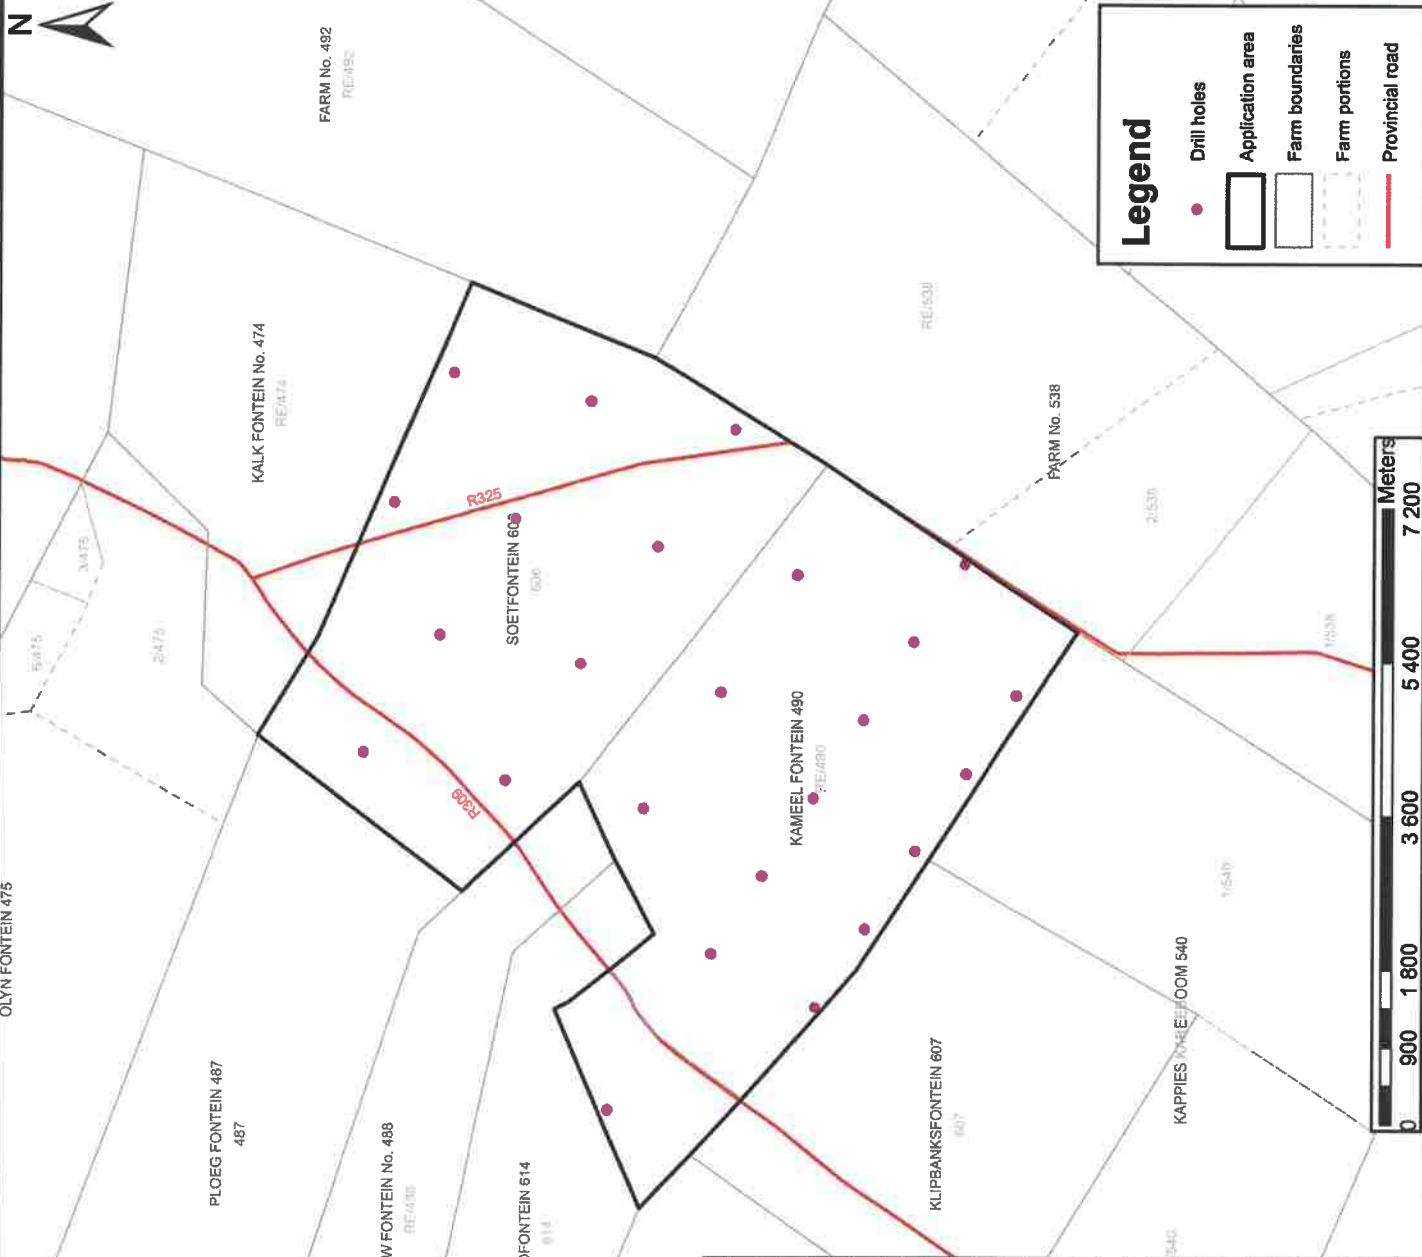 N
FARM No. 492
RE/492
KALK FONTEIN No. 474
RE/474
3/475
5/475
2/475
OLYN FONTEIN 475
R325
SOETFONTEIN 606
606
R309
KAMEEL FONTEIN 490
RE/490
RE/538
FARM No. 538
2/538
1/538
1/540
KAPPIES KAREEBOOM 540
540
KLIPBANKSFONTEIN 607
607
PLOEG FONTEIN 487
487
W FONTEIN No. 488
RE/488
FONTEIN 614
614
Legend
Drill holes
Application area
Farm boundaries
Farm portions
Provincial road
Meters
0 900 1 800 3 600 5 400 7 200